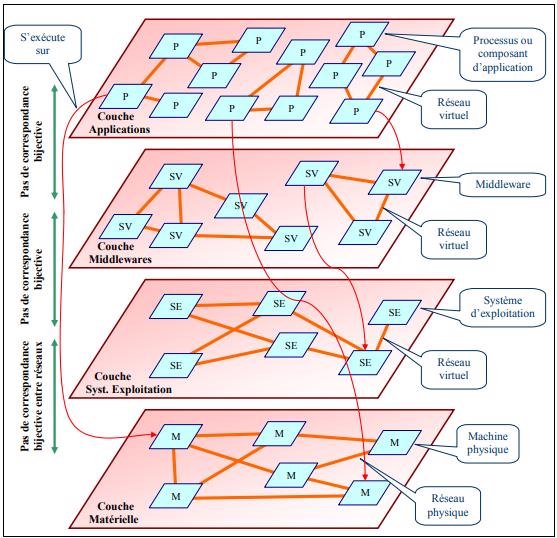 S'exécute
sur
Processus ou
composant
d'application
Réseau
virtuel
P
P
P
P
P
P
P
P
P
P
P
Couche
Applications
Pas de correspondance
bijective
SV
SV
SV
SV
SV
SV
SV
SV
Middleware
Réseau
virtuel
Couche
Middlewares
Pas de correspondance
bijective
SE
SE
SE
SE
SE
SE
Système
d'exploitation
Réseau
virtuel
Couche
Syst. Exploitation
Pas de correspondance
bijective entre réseaux
M
M
M
M
M
M
Machine
physique
Réseau
physique
Couche
Matérielle